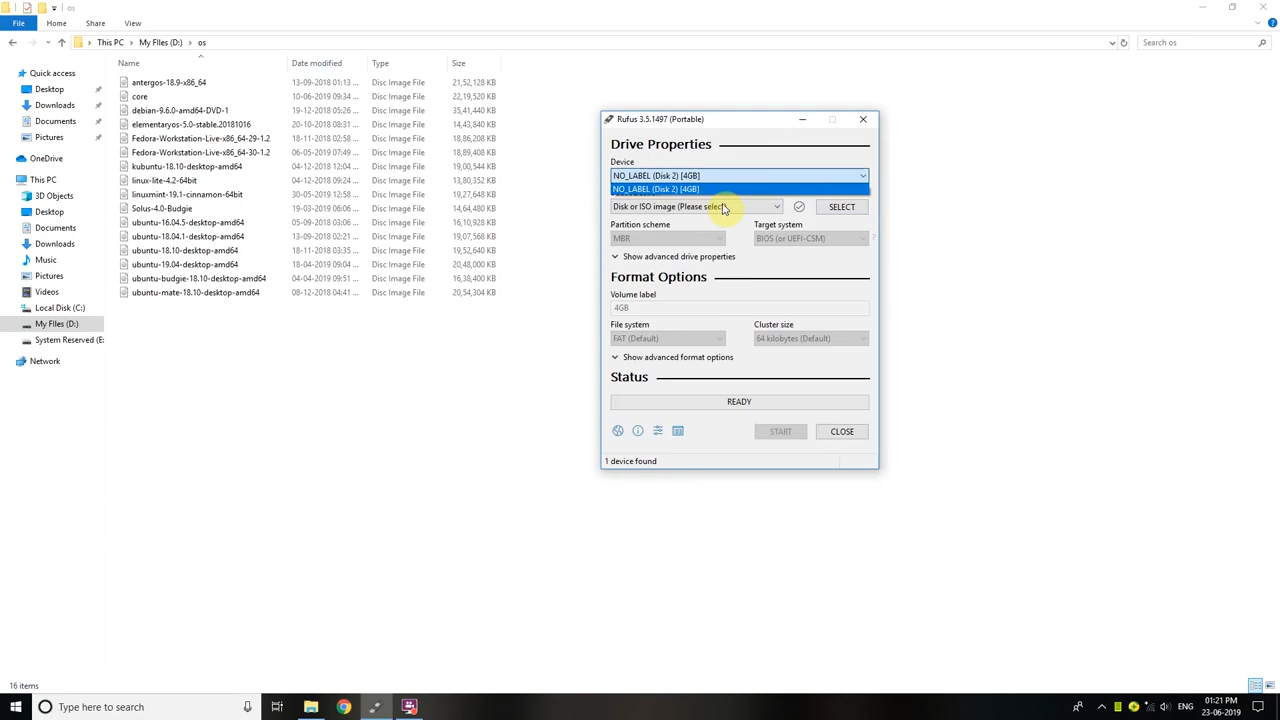 os
File
Home
Share
View
This PC
My FIles (D:)
os
Search os
Name
Date modified
Type
Size
Quick access
Desktop
Downloads
Documents
Pictures
OneDrive
This PC
3D Objects
Desktop
Documents
Downloads
Music
Pictures
Videos
Local Disk (C:)
My FIles (D:)
System Reserved (E:
Network
antergos-18.9-x86_64 13-09-2018 01:13 ... Disc Image File 21,52,128 KB
core 10-06-2019 09:34 ... Disc Image File 22,19,520 KB
debian-9.6.0-amd64-DVD-1 19-12-2018 05:26 ... Disc Image File 35,41,440 KB
elementaryos-5.0-stable.20181016 20-10-2018 08:31 ... Disc Image File 14,43,840 KB
Fedora-Workstation-Live-x86_64-29-1.2 18-11-2018 02:58 ... Disc Image File 18,86,208 KB
Fedora-Workstation-Live-x86_64-30-1.2 06-05-2019 07:49 ... Disc Image File 18,89,408 KB
kubuntu-18.10-desktop-amd64 04-12-2018 12:04 ... Disc Image File 19,00,544 KB
linux-lite-4.2-64bit 04-12-2018 09:24 ... Disc Image File 13,80,352 KB
linuxmint-19.1-cinnamon-64bit 30-05-2019 12:58 ... Disc Image File 19,27,648 KB
Solus-4.0-Budgie 19-03-2019 06:06 ... Disc Image File 14,64,480 KB
ubuntu-16.04.5-desktop-amd64 05-09-2018 03:06 ... Disc Image File 16,10,928 KB
ubuntu-18.04.1-desktop-amd64 13-09-2018 02:21 ... Disc Image File 19,07,568 KB
ubuntu-18.10-desktop-amd64 18-11-2018 03:35 ... Disc Image File 19,52,640 KB
ubuntu-19.04-desktop-amd64 18-04-2019 09:04 ... Disc Image File 20,48,000 KB
ubuntu-budgie-18.10-desktop-amd64 04-04-2019 09:51 ... Disc Image File 16,38,400 KB
ubuntu-mate-18.10-desktop-amd64 08-12-2018 04:41 ... Disc Image File 20,54,304 KB
Rufus 3.5.1497 (Portable)
Drive Properties
Device
NO_LABEL (Disk 2) [4GB]
NO_LABEL (Disk 2) [4GB]
Disk or ISO image (Please select)
SELECT
Partition scheme
Target system
MBR
BIOS (or UEFI-CSM)
?
Show advanced drive properties
Format Options
Volume label
4GB
File system
Cluster size
FAT (Default)
64 kilobytes (Default)
Show advanced format options
Status
READY
START
CLOSE
1 device found
16 items
Type here to search
ENG
01:21 PM
23-06-2019